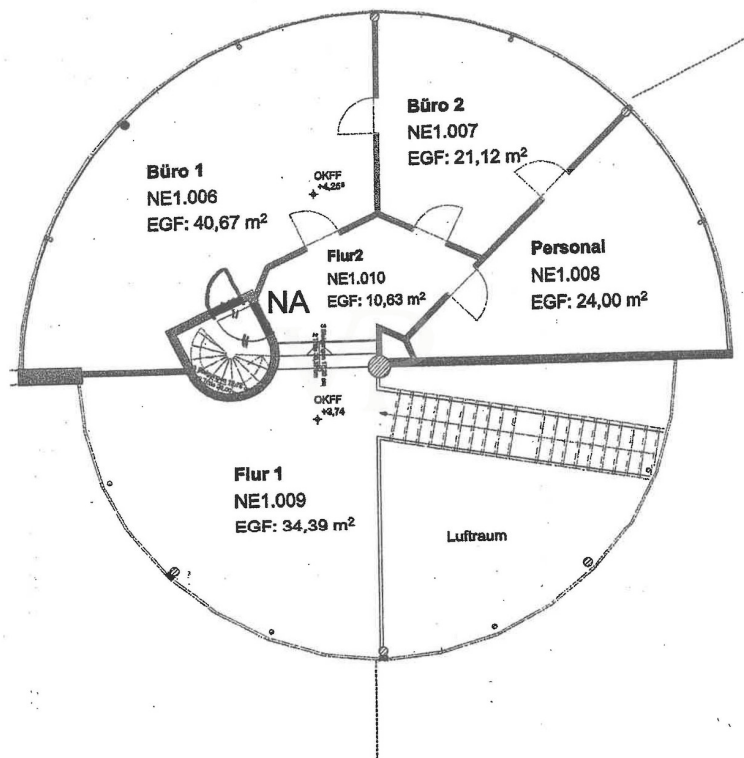 Büro 2
NE1.007
EGF: 21,12 m²
Büro 1
NE1.006
EGF: 40,67 m²
OKFF
+4,25⁵
Flur2
NE1.010
EGF: 10,63 m²
Personal
NE1.008
EGF: 24,00 m²
NA
OKFF
+3,74
Flur 1
NE1.009
EGF: 34,39 m²
Luftraum